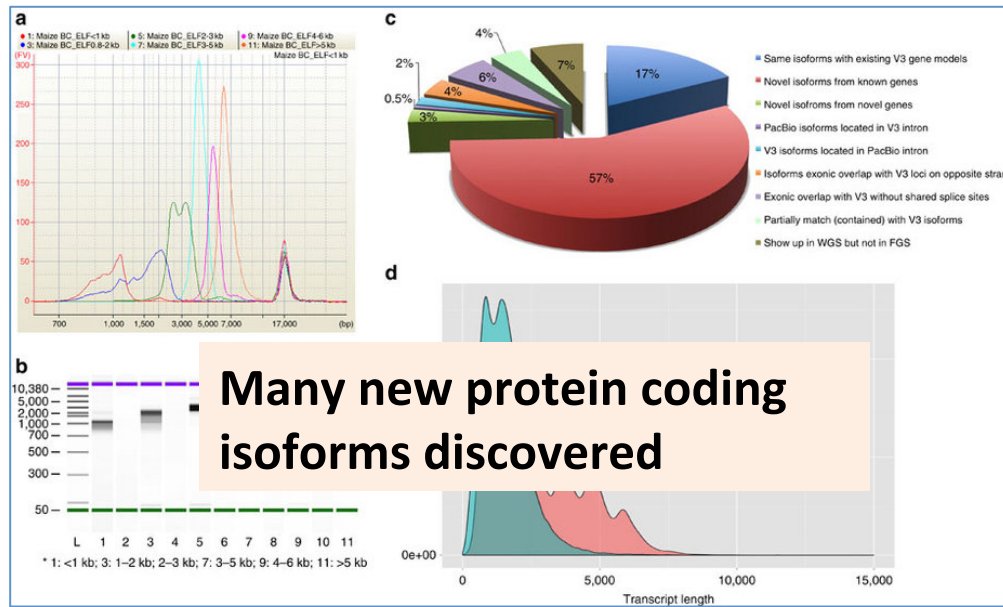 a
1: Maize BC_ELF<1 kb
5: Maize BC_ELF2-3 kb
9: Maize BC_ELF4-6 kb
3: Maize BC_ELF0.8-2 kb
7: Maize BC_ELF3-5 kb
11: Maize BC_ELF>5 kb
(FV)
Maize BC_ELF<1 kb
300
250
200
150
100
50
0
700 1,000 1,500 3,000 5,000 7,000 17,000 (bp)
c
4%
7%
17%
2%
6%
4%
0.5%
3%
57%
Same isoforms with existing V3 gene models
Novel isoforms from known genes
Novel isroforms from novel genes
PacBio isoforms located in V3 intron
V3 isoforms located in PacBio intron
Isoforms exonic overlap with V3 loci on opposite stran
Exonic overlap with V3 without shared splice sites
Partially match (contained) with V3 isoforms
Show up in WGS but not in FGS
b
10,380
5,000
2,000
1,000
700
500
300
50
L 1 2 3 4 5 6 7 8 9 10 11
* 1: <1 kb; 3: 1–2 kb; 2–3 kb; 7: 3–5 kb; 9: 4–6 kb; 11: >5 kb
Many new protein coding
isoforms discovered
d
0e+00
0 5,000 10,000 15,000
Transcript length